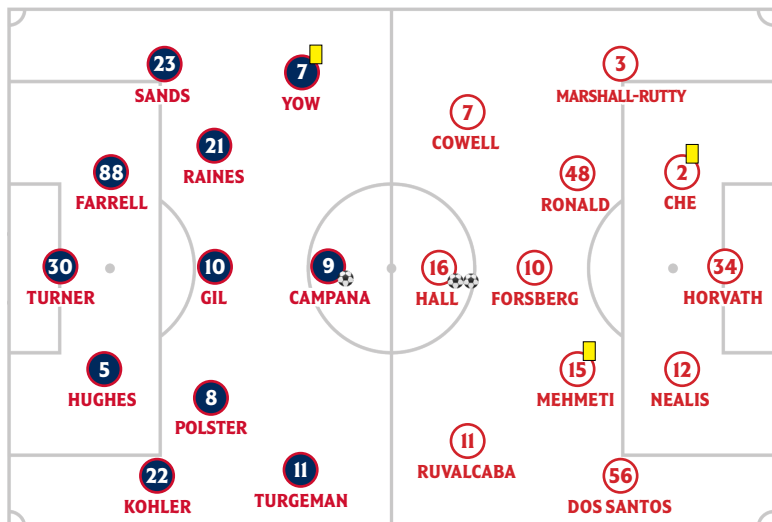 23
SANDS
7
YOW
3
MARSHALL-RUTTY
7
COWELL
21
RAINES
88
FARRELL
48
RONALD
2
CHE
30
TURNER
10
GIL
9
CAMPANA
16
HALL
10
FORSBERG
34
HORVATH
5
HUGHES
8
POLSTER
15
MEHMETI
12
NEALIS
22
KOHLER
11
TURGEMAN
11
RUVALCABA
56
DOS SANTOS